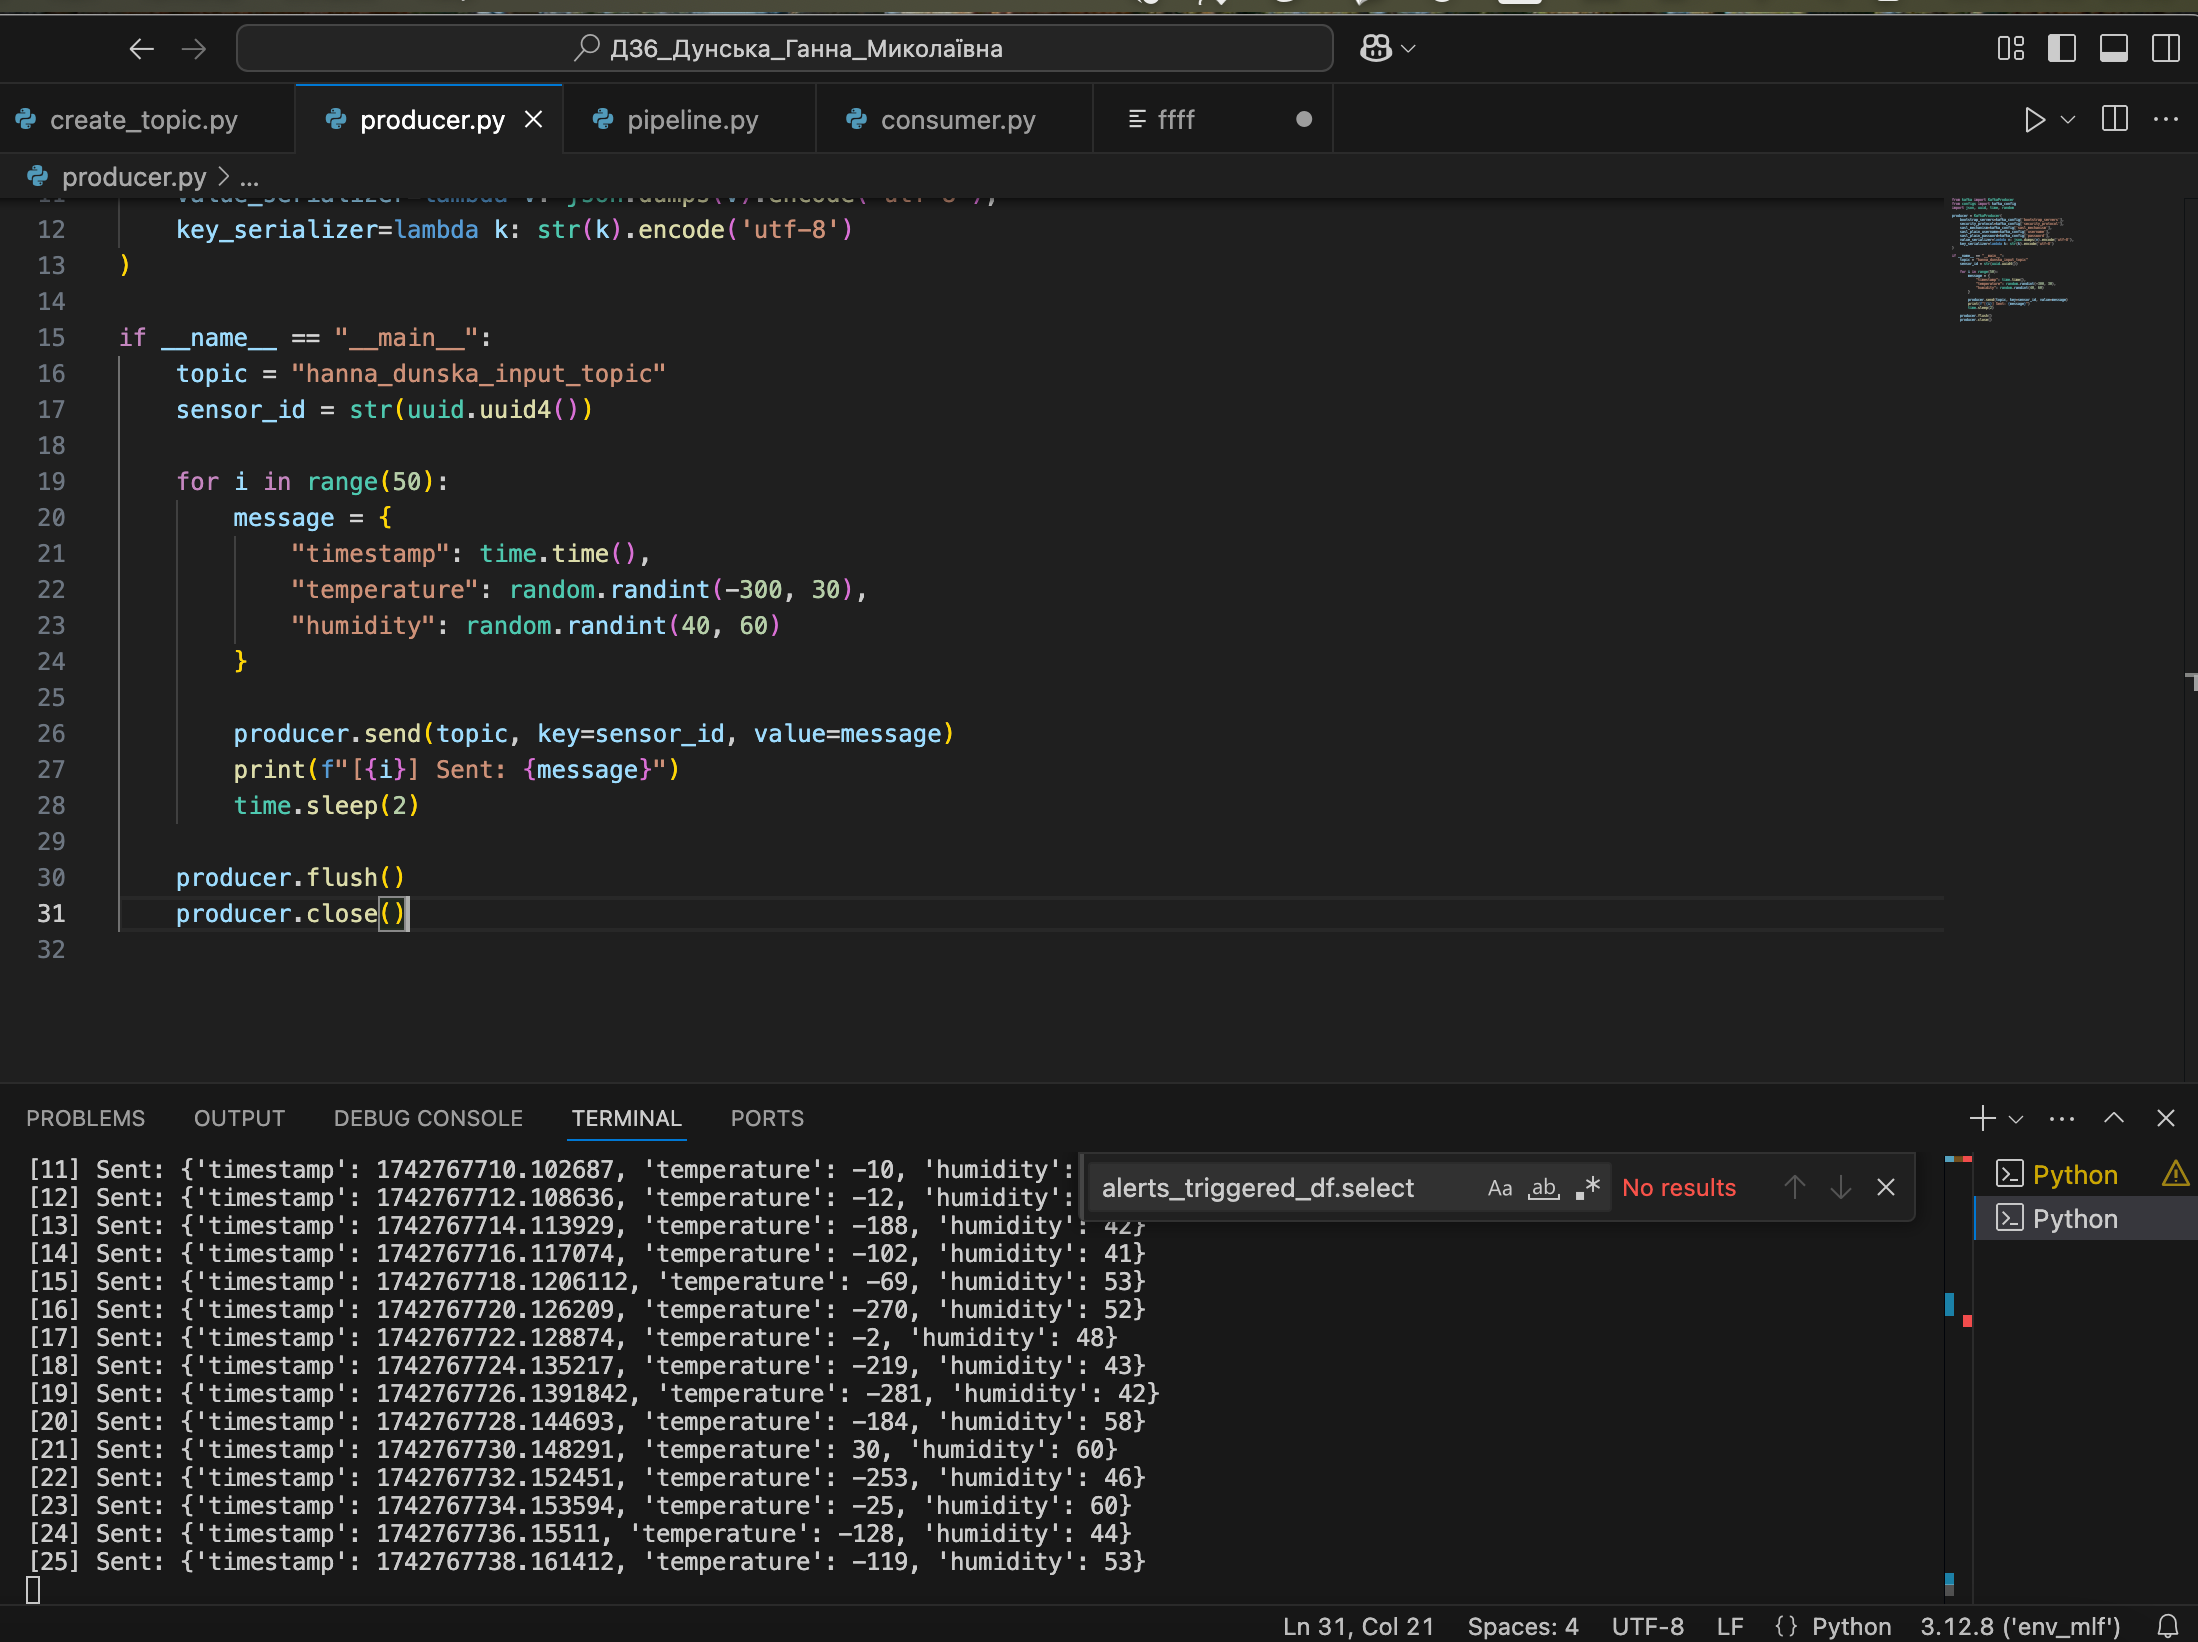 ДЗ6_Дунська_Ганна_Миколаївна
create_topic.py
producer.py
pipeline.py
consumer.py
ffff
producer.py > ...
11 value_serializer=lambda v: json.dumps(v).encode('utf-8'),
12 key_serializer=lambda k: str(k).encode('utf-8')
13 )
14
15 if __name__ == "__main__":
16 topic = "hanna_dunska_input_topic"
17 sensor_id = str(uuid.uuid4())
18
19 for i in range(50):
20 message = {
21 "timestamp": time.time(),
22 "temperature": random.randint(-300, 30),
23 "humidity": random.randint(40, 60)
24 }
25
26 producer.send(topic, key=sensor_id, value=message)
27 print(f"[{i}] Sent: {message}")
28 time.sleep(2)
29
30 producer.flush()
31 producer.close()
32
PROBLEMS
OUTPUT
DEBUG CONSOLE
TERMINAL
PORTS
[11] Sent: {'timestamp': 1742767710.102687, 'temperature': -10, 'humidity':
[12] Sent: {'timestamp': 1742767712.108636, 'temperature': -12, 'humidity':
[13] Sent: {'timestamp': 1742767714.113929, 'temperature': -188, 'humidity': 42}
[14] Sent: {'timestamp': 1742767716.117074, 'temperature': -102, 'humidity': 41}
[15] Sent: {'timestamp': 1742767718.1206112, 'temperature': -69, 'humidity': 53}
[16] Sent: {'timestamp': 1742767720.126209, 'temperature': -270, 'humidity': 52}
[17] Sent: {'timestamp': 1742767722.128874, 'temperature': -2, 'humidity': 48}
[18] Sent: {'timestamp': 1742767724.135217, 'temperature': -219, 'humidity': 43}
[19] Sent: {'timestamp': 1742767726.1391842, 'temperature': -281, 'humidity': 42}
[20] Sent: {'timestamp': 1742767728.144693, 'temperature': -184, 'humidity': 58}
[21] Sent: {'timestamp': 1742767730.148291, 'temperature': 30, 'humidity': 60}
[22] Sent: {'timestamp': 1742767732.152451, 'temperature': -253, 'humidity': 46}
[23] Sent: {'timestamp': 1742767734.153594, 'temperature': -25, 'humidity': 60}
[24] Sent: {'timestamp': 1742767736.15511, 'temperature': -128, 'humidity': 44}
[25] Sent: {'timestamp': 1742767738.161412, 'temperature': -119, 'humidity': 53}
alerts_triggered_df.select
Aa ab .*
No results
Python
Python
Ln 31, Col 21
Spaces: 4
UTF-8
LF
{} Python
3.12.8 ('env_mlf')